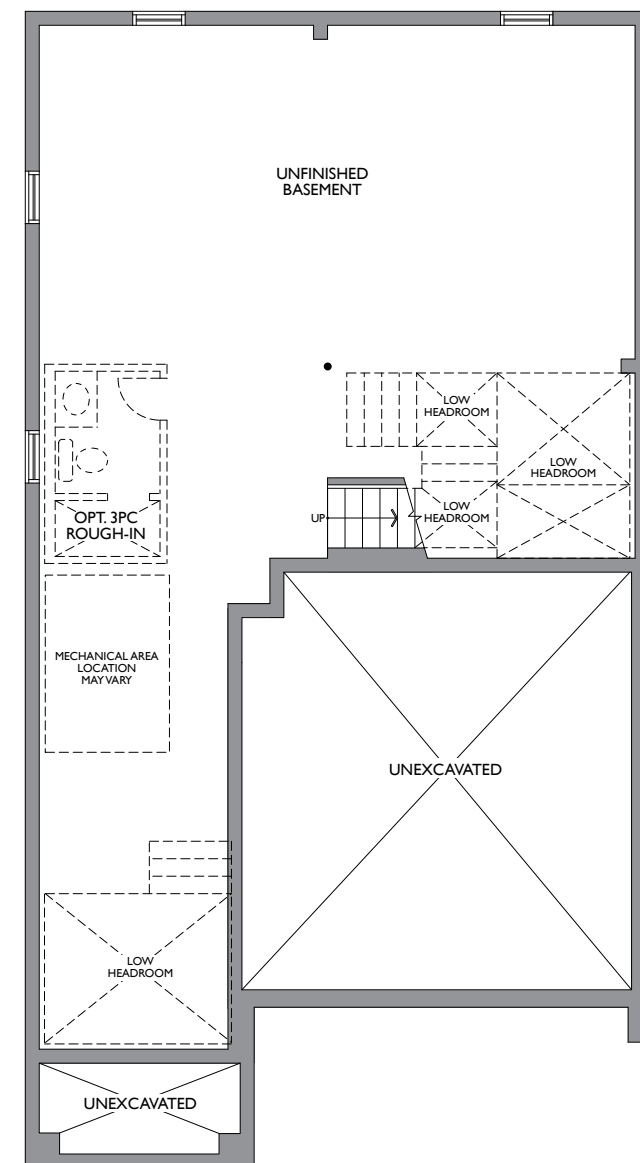 UNFINISHED
BASEMENT
LOW
HEADROOM
LOW
HEADROOM
UP
LOW
HEADROOM
OPT. 3PC
ROUGH-IN
MECHANICAL AREA
LOCATION
MAY VARY
UNEXCAVATED
LOW
HEADROOM
UNEXCAVATED